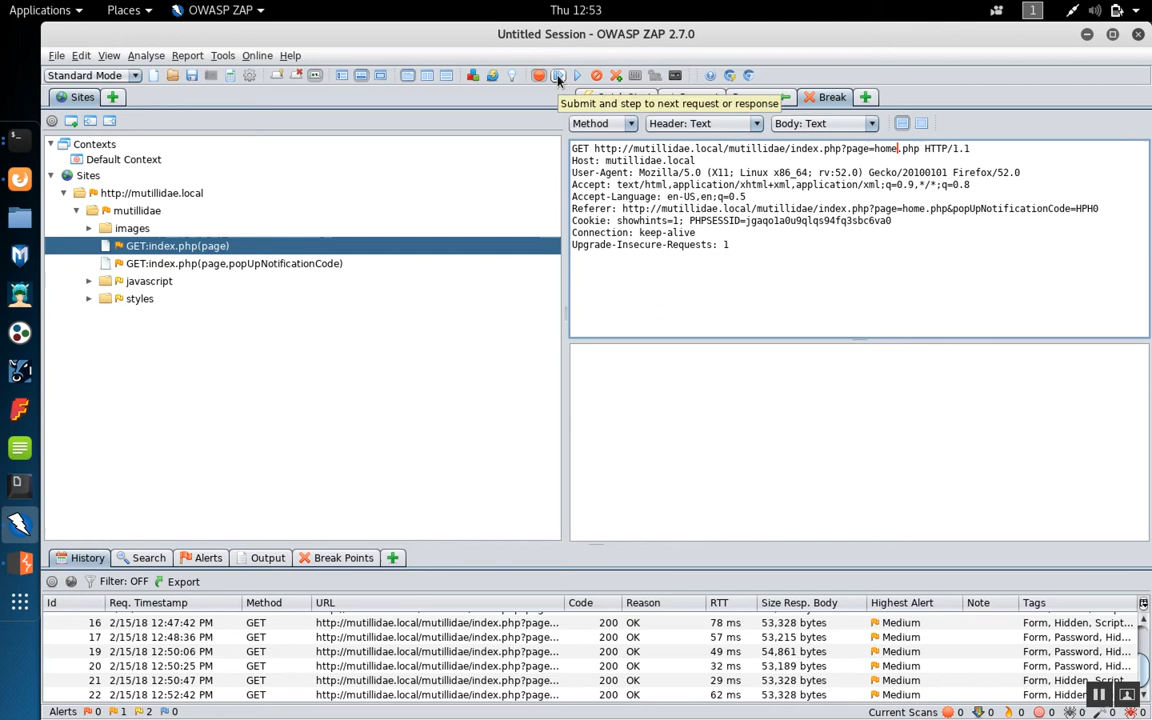 Applications Places OWASP ZAP Thu 12:53 1
Untitled Session - OWASP ZAP 2.7.0
File Edit View Analyse Report Tools Online Help
Standard Mode
Submit and step to next request or response
Sites Break
Method Header: Text Body: Text
Contexts
Default Context
Sites
http://mutillidae.local
mutillidae
images
GET:index.php(page)
GET:index.php(page,popUpNotificationCode)
javascript
styles
GET http://mutillidae.local/mutillidae/index.php?page=home.php HTTP/1.1
Host: mutillidae.local
User-Agent: Mozilla/5.0 (X11; Linux x86_64; rv:52.0) Gecko/20100101 Firefox/52.0
Accept: text/html,application/xhtml+xml,application/xml;q=0.9,*/*;q=0.8
Accept-Language: en-US,en;q=0.5
Referer: http://mutillidae.local/mutillidae/index.php?page=home.php&popUpNotificationCode=HPH0
Cookie: showhints=1; PHPSESSID=jgaqo1a0u9qlqs94fq3sbc6va0
Connection: keep-alive
Upgrade-Insecure-Requests: 1
History Search Alerts Output Break Points
Filter: OFF Export
Id Req. Timestamp Method URL Code Reason RTT Size Resp. Body Highest Alert Note Tags
16 2/15/18 12:47:42 PM GET http://mutillidae.local/mutillidae/index.php?page... 200 OK 78 ms 53,328 bytes Medium Form, Hidden, Script...
17 2/15/18 12:48:36 PM GET http://mutillidae.local/mutillidae/index.php?page... 200 OK 57 ms 53,215 bytes Medium Form, Password, Hid...
19 2/15/18 12:50:06 PM GET http://mutillidae.local/mutillidae/index.php?page... 200 OK 49 ms 54,861 bytes Medium Form, Password, Hid...
20 2/15/18 12:50:25 PM GET http://mutillidae.local/mutillidae/index.php?page... 200 OK 32 ms 53,189 bytes Medium Form, Password, Hid...
21 2/15/18 12:50:47 PM GET http://mutillidae.local/mutillidae/index.php?page... 200 OK 29 ms 53,328 bytes Medium Form, Hidden, Script...
22 2/15/18 12:52:42 PM GET http://mutillidae.local/mutillidae/index.php?page... 200 OK 62 ms 53,328 bytes Medium Form, Hidden
Alerts 0 1 2 0 Current Scans 0 0 0 0 0 0